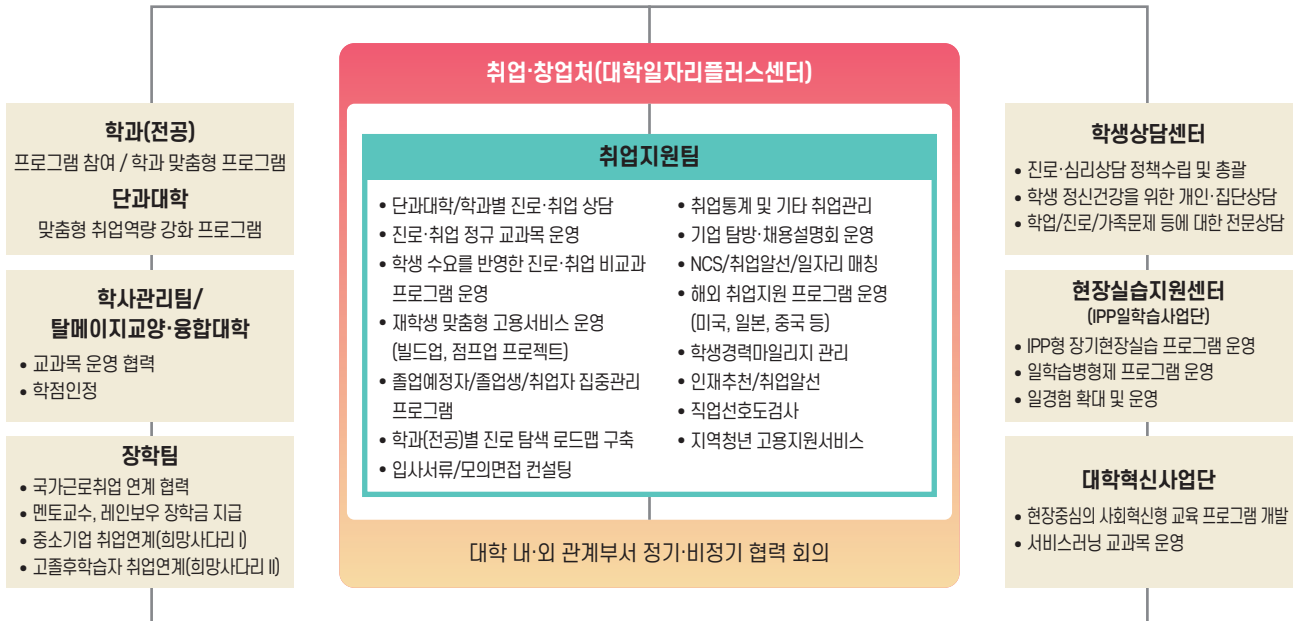 취업·창업처(대학일자리플러스센터)
학과(전공)
프로그램 참여 / 학과 맞춤형 프로그램
단과대학
맞춤형 취업역량 강화 프로그램
학사관리팀/
탈메이지교양·융합대학
• 교과목 운영 협력
• 학점인정
장학팀
• 국가근로취업 연계 협력
• 멘토교수, 레인보우 장학금 지급
• 중소기업 취업연계(희망사다리 I)
• 고졸후학습자 취업연계(희망사다리 II)
취업지원팀
• 단과대학/학과별 진로·취업 상담
• 진로·취업 정규 교과목 운영
• 학생 수요를 반영한 진로·취업 비교과
프로그램 운영
• 재학생 맞춤형 고용서비스 운영
(빌드업, 점프업 프로젝트)
• 졸업예정자/졸업생/취업자 집중관리
프로그램
• 학과(전공)별 진로 탐색 로드맵 구축
• 입사서류/모의면접 컨설팅
• 취업통계 및 기타 취업관리
• 기업 탐방·채용설명회 운영
• NCS/취업알선/일자리 매칭
• 해외 취업지원 프로그램 운영
(미국, 일본, 중국 등)
• 학생경력마일리지 관리
• 인재추천/취업알선
• 직업선호도검사
• 지역청년 고용지원서비스
대학 내·외 관계부서 정기·비정기 협력 회의
학생상담센터
• 진로·심리상담 정책수립 및 총괄
• 학생 정신건강을 위한 개인·집단상담
• 학업/진로/가족문제 등에 대한 전문상담
현장실습지원센터
(IPP일학습사업단)
• IPP형 장기현장실습 프로그램 운영
• 일학습병형제 프로그램 운영
• 일경험 확대 및 운영
대학혁신사업단
• 현장중심의 사회혁신형 교육 프로그램 개발
• 서비스러닝 교과목 운영